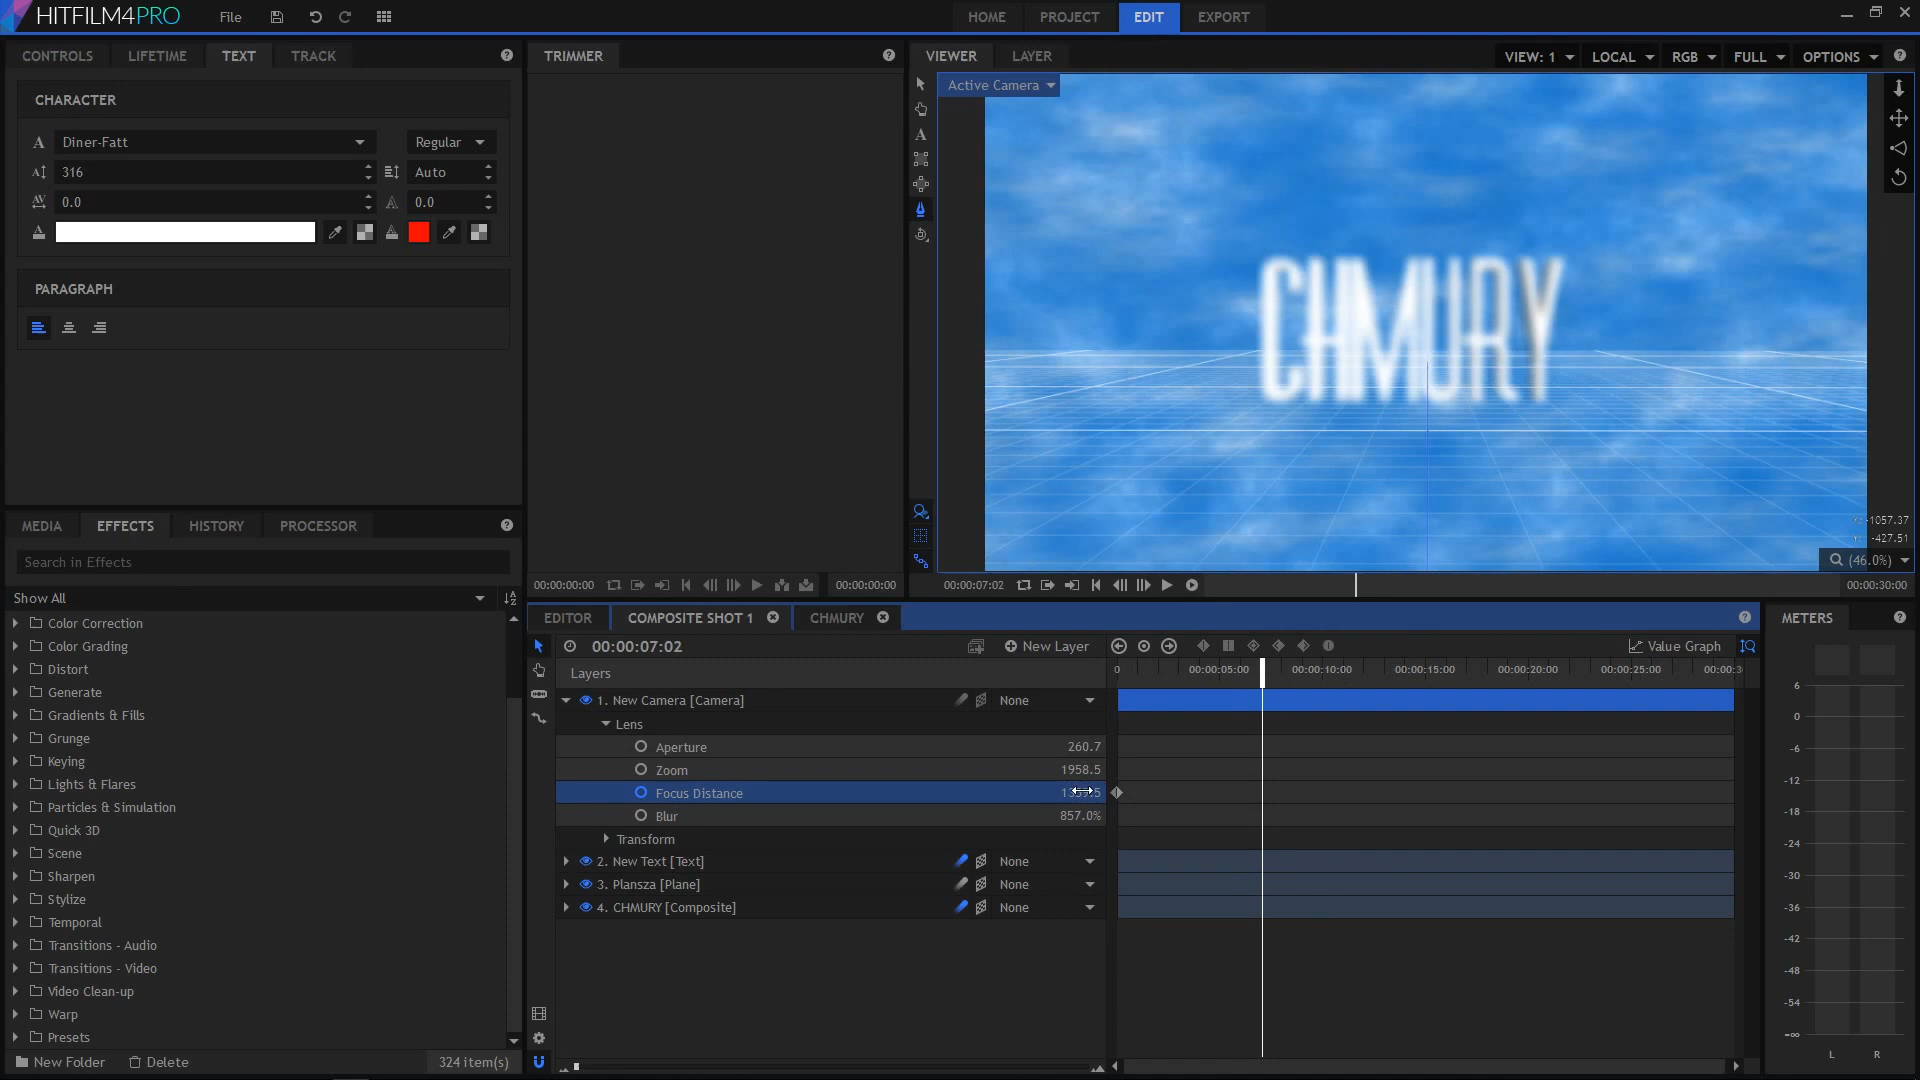 HITFILM4PRO File HOME PROJECT EDIT EXPORT
CONTROLS LIFETIME TEXT TRACK
CHARACTER
A Diner-Fatt Regular
316 Auto
0.0 0.0
PARAGRAPH
TRIMMER
00:00:00:00 00:00:00:00
VIEWER LAYER VIEW: 1 LOCAL RGB FULL OPTIONS
Active Camera
CHMURY
-1057.37
-427.51
(46.0%)
00:00:07:02 00:00:30:00
MEDIA EFFECTS HISTORY PROCESSOR
Search in Effects
Show All
Color Correction
Color Grading
Distort
Generate
Gradients & Fills
Grunge
Keying
Lights & Flares
Particles & Simulation
Quick 3D
Scene
Sharpen
Stylize
Temporal
Transitions - Audio
Transitions - Video
Video Clean-up
Warp
Presets
New Folder Delete 324 item(s)
EDITOR COMPOSITE SHOT 1 CHMURY
00:00:07:02 New Layer Value Graph
Layers 0 00:00:05:00 00:00:10:00 00:00:15:00 00:00:20:00 00:00:25:00 00:00:3
1. New Camera [Camera] None
Lens
Aperture 260.7
Zoom 1958.5
Focus Distance
Blur 857.0%
Transform
2. New Text [Text] None
3. Plansza [Plane] None
4. CHMURY [Composite] None
METERS
6
0
-6
-12
-18
-24
-30
-36
-42
-48
-54
-∞
L R